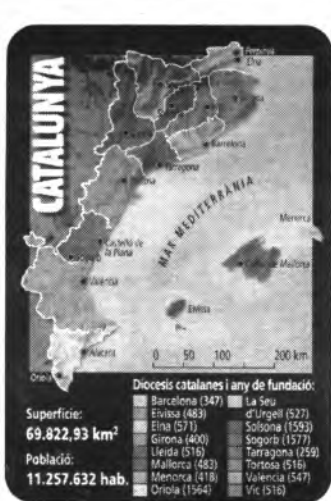 CATALUNYA
Perpinyà
Elna
Girona
Barcelona
Tarragona
Tortosa
MAR MEDITERRÀNIA
Menorca
Castelló de
la Plana
València
Eivissa
Alacant
Oriola
0 50 100 200 km
Diòcesis catalanes i any de fundació:
Barcelona (347)
Eivissa (483)
Elna (571)
Girona (400)
Lleida (516)
Mallorca (483)
Menorca (418)
Oriola (1564)
La Seu
d'Urgell (527)
Solsona (1593)
Sogorb (1577)
Tarragona (259)
Tortosa (516)
València (547)
Vic (516)
Superfície:
69.822,93 km²
Població:
11.257.632 hab.